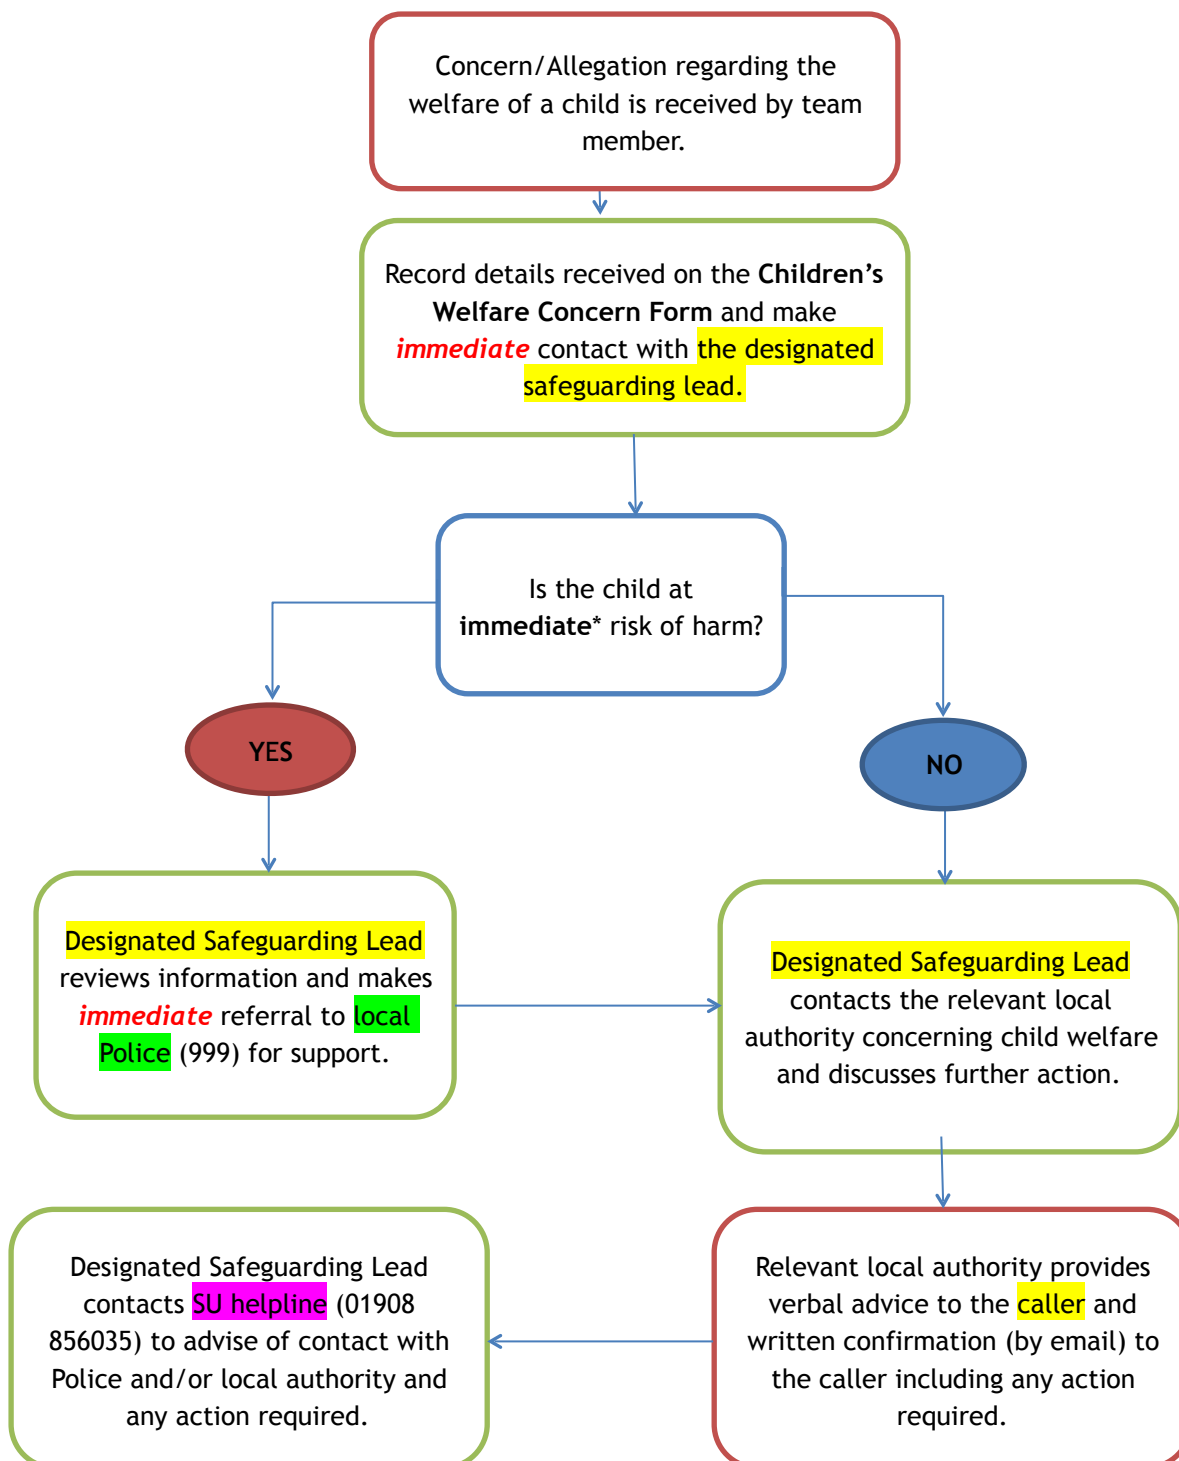 Concern/Allegation regarding the
welfare of a child is received by team
member.
Record details received on the Children’s
Welfare Concern Form and make
immediate contact with the designated
safeguarding lead.
Is the child at
immediate* risk of harm?
YES
NO
Designated Safeguarding Lead
reviews information and makes
immediate referral to local
Police (999) for support.
Designated Safeguarding Lead
contacts the relevant local
authority concerning child welfare
and discusses further action.
Designated Safeguarding Lead
contacts SU helpline (01908
856035) to advise of contact with
Police and/or local authority and
any action required.
Relevant local authority provides
verbal advice to the caller and
written confirmation (by email) to
the caller including any action
required.